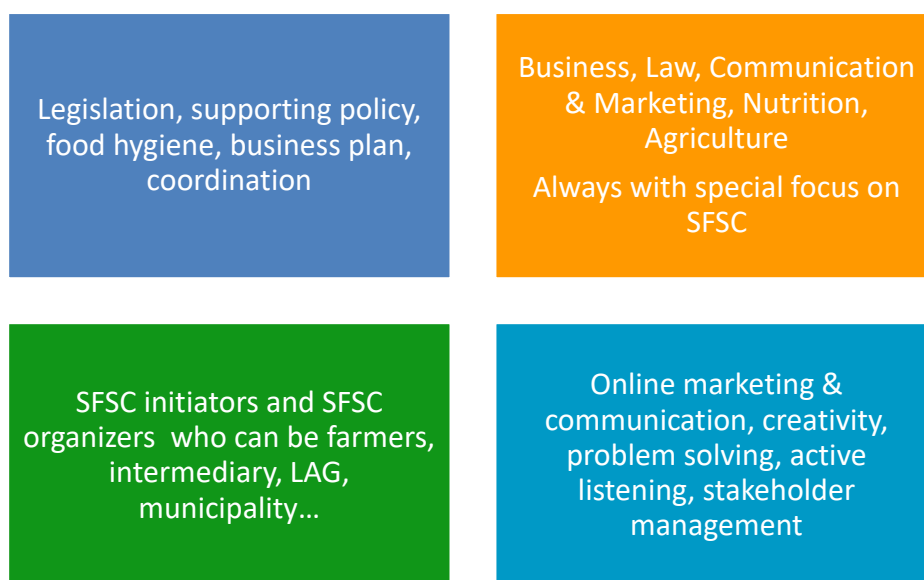 Legislation, supporting policy,
food hygiene, business plan,
coordination
Business, Law, Communication
& Marketing, Nutrition,
Agriculture
Always with special focus on
SFSC
SFSC initiators and SFSC
organizers who can be farmers,
intermediary, LAG,
municipality…
Online marketing &
communication, creativity,
problem solving, active
listening, stakeholder
management